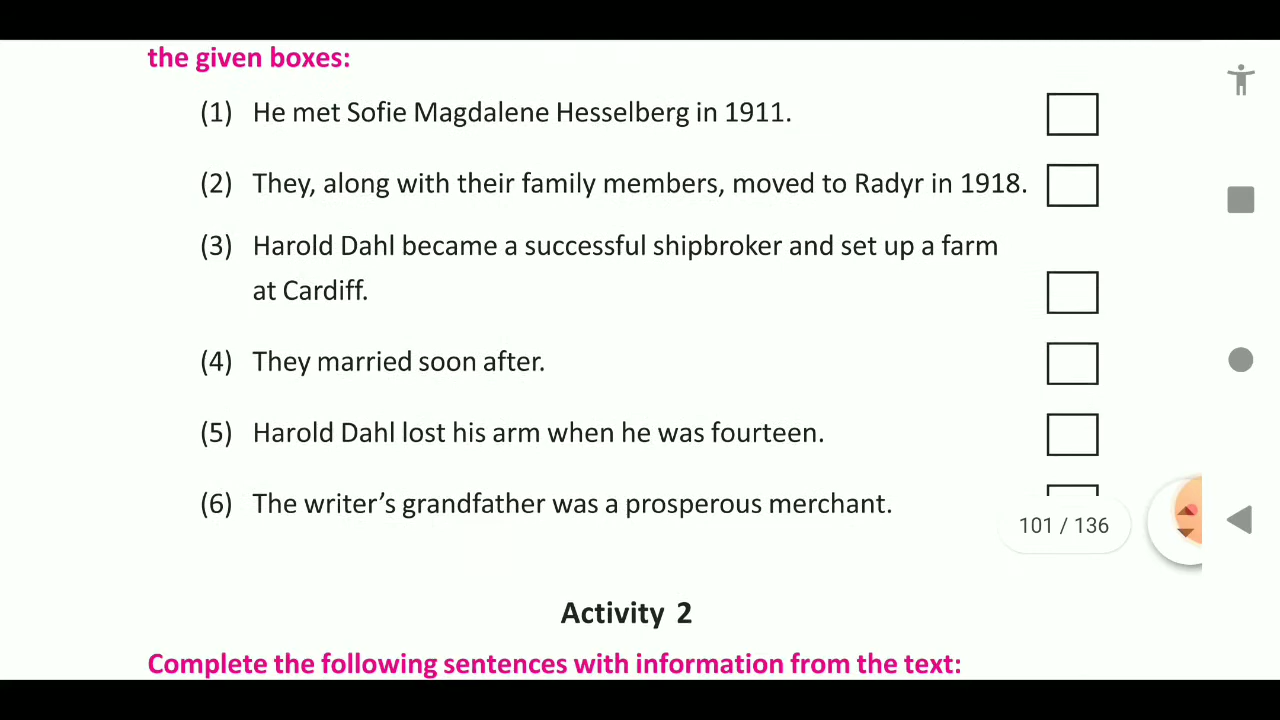 the given boxes:
(1) He met Sofie Magdalene Hesselberg in 1911.
(2) They, along with their family members, moved to Radyr in 1918.
(3) Harold Dahl became a successful shipbroker and set up a farm
at Cardiff.
(4) They married soon after.
(5) Harold Dahl lost his arm when he was fourteen.
(6) The writer's grandfather was a prosperous merchant.
101 / 136
Activity 2
Complete the following sentences with information from the text: